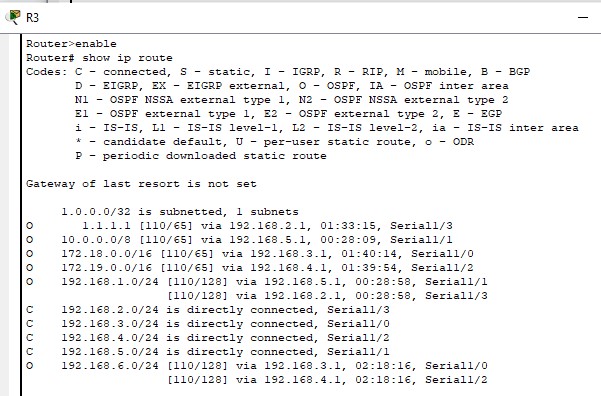 R3
Router>enable
Router# show ip route
Codes: C - connected, S - static, I - IGRP, R - RIP, M - mobile, B - BGP
D - EIGRP, EX - EIGRP external, O - OSPF, IA - OSPF inter area
N1 - OSPF NSSA external type 1, N2 - OSPF NSSA external type 2
E1 - OSPF external type 1, E2 - OSPF external type 2, E - EGP
i - IS-IS, L1 - IS-IS level-1, L2 - IS-IS level-2, ia - IS-IS inter area
* - candidate default, U - per-user static route, o - ODR
P - periodic downloaded static route
Gateway of last resort is not set
1.0.0.0/32 is subnetted, 1 subnets
O 1.1.1.1 [110/65] via 192.168.2.1, 01:33:15, Serial1/3
O 10.0.0.0/8 [110/65] via 192.168.5.1, 00:28:09, Serial1/1
O 172.18.0.0/16 [110/65] via 192.168.3.1, 01:40:14, Serial1/0
O 172.19.0.0/16 [110/65] via 192.168.4.1, 01:39:54, Serial1/2
O 192.168.1.0/24 [110/128] via 192.168.5.1, 00:28:58, Serial1/1
[110/128] via 192.168.2.1, 00:28:58, Serial1/3
C 192.168.2.0/24 is directly connected, Serial1/3
C 192.168.3.0/24 is directly connected, Serial1/0
C 192.168.4.0/24 is directly connected, Serial1/2
C 192.168.5.0/24 is directly connected, Serial1/1
O 192.168.6.0/24 [110/128] via 192.168.3.1, 02:18:16, Serial1/0
[110/128] via 192.168.4.1, 02:18:16, Serial1/2